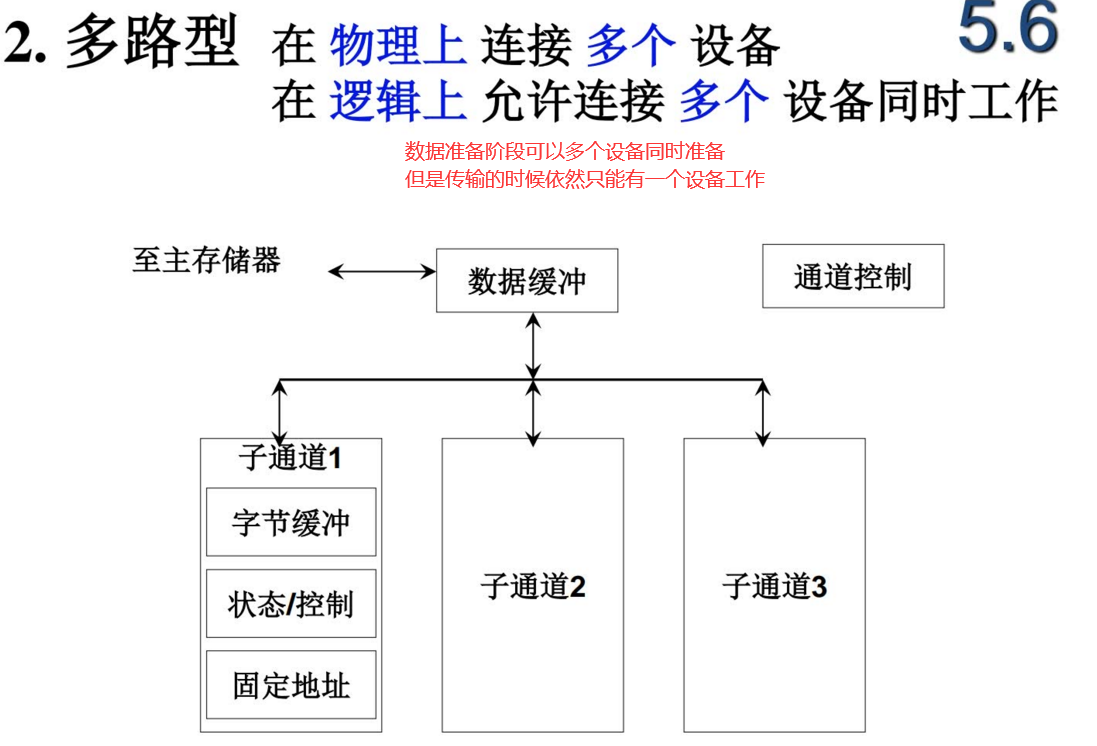 2. 多路型 在 物理上 连接 多个 设备
5.6
在 逻辑上 允许连接 多个 设备同时工作
数据准备阶段可以多个设备同时准备
但是传输的时候依然只能有一个设备工作
至主存储器
数据缓冲
通道控制
子通道1
字节缓冲
状态/控制
固定地址
子通道2
子通道3